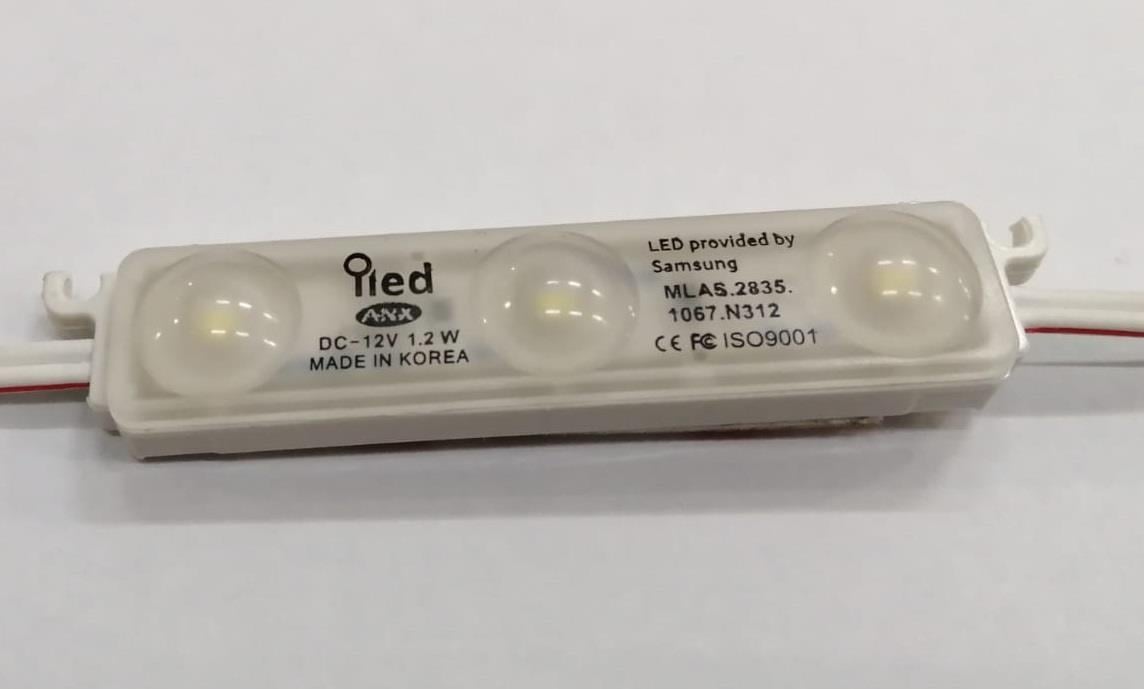 iled
ANX
DC-12V 1.2 W
MADE IN KOREA
LED provided by
Samsung
MLAS.2835.
1067.N312
CE FC ISO9001